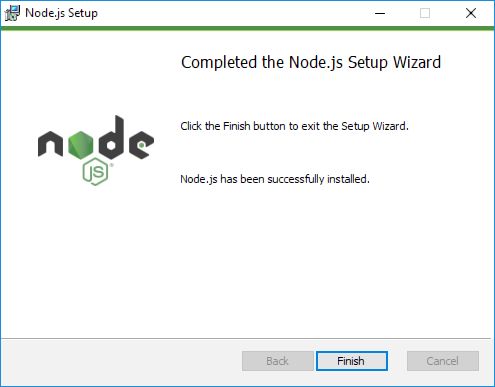 Node.js Setup
Completed the Node.js Setup Wizard
Click the Finish button to exit the Setup Wizard.
node
JS
Node.js has been successfully installed.
Back
Finish
Cancel